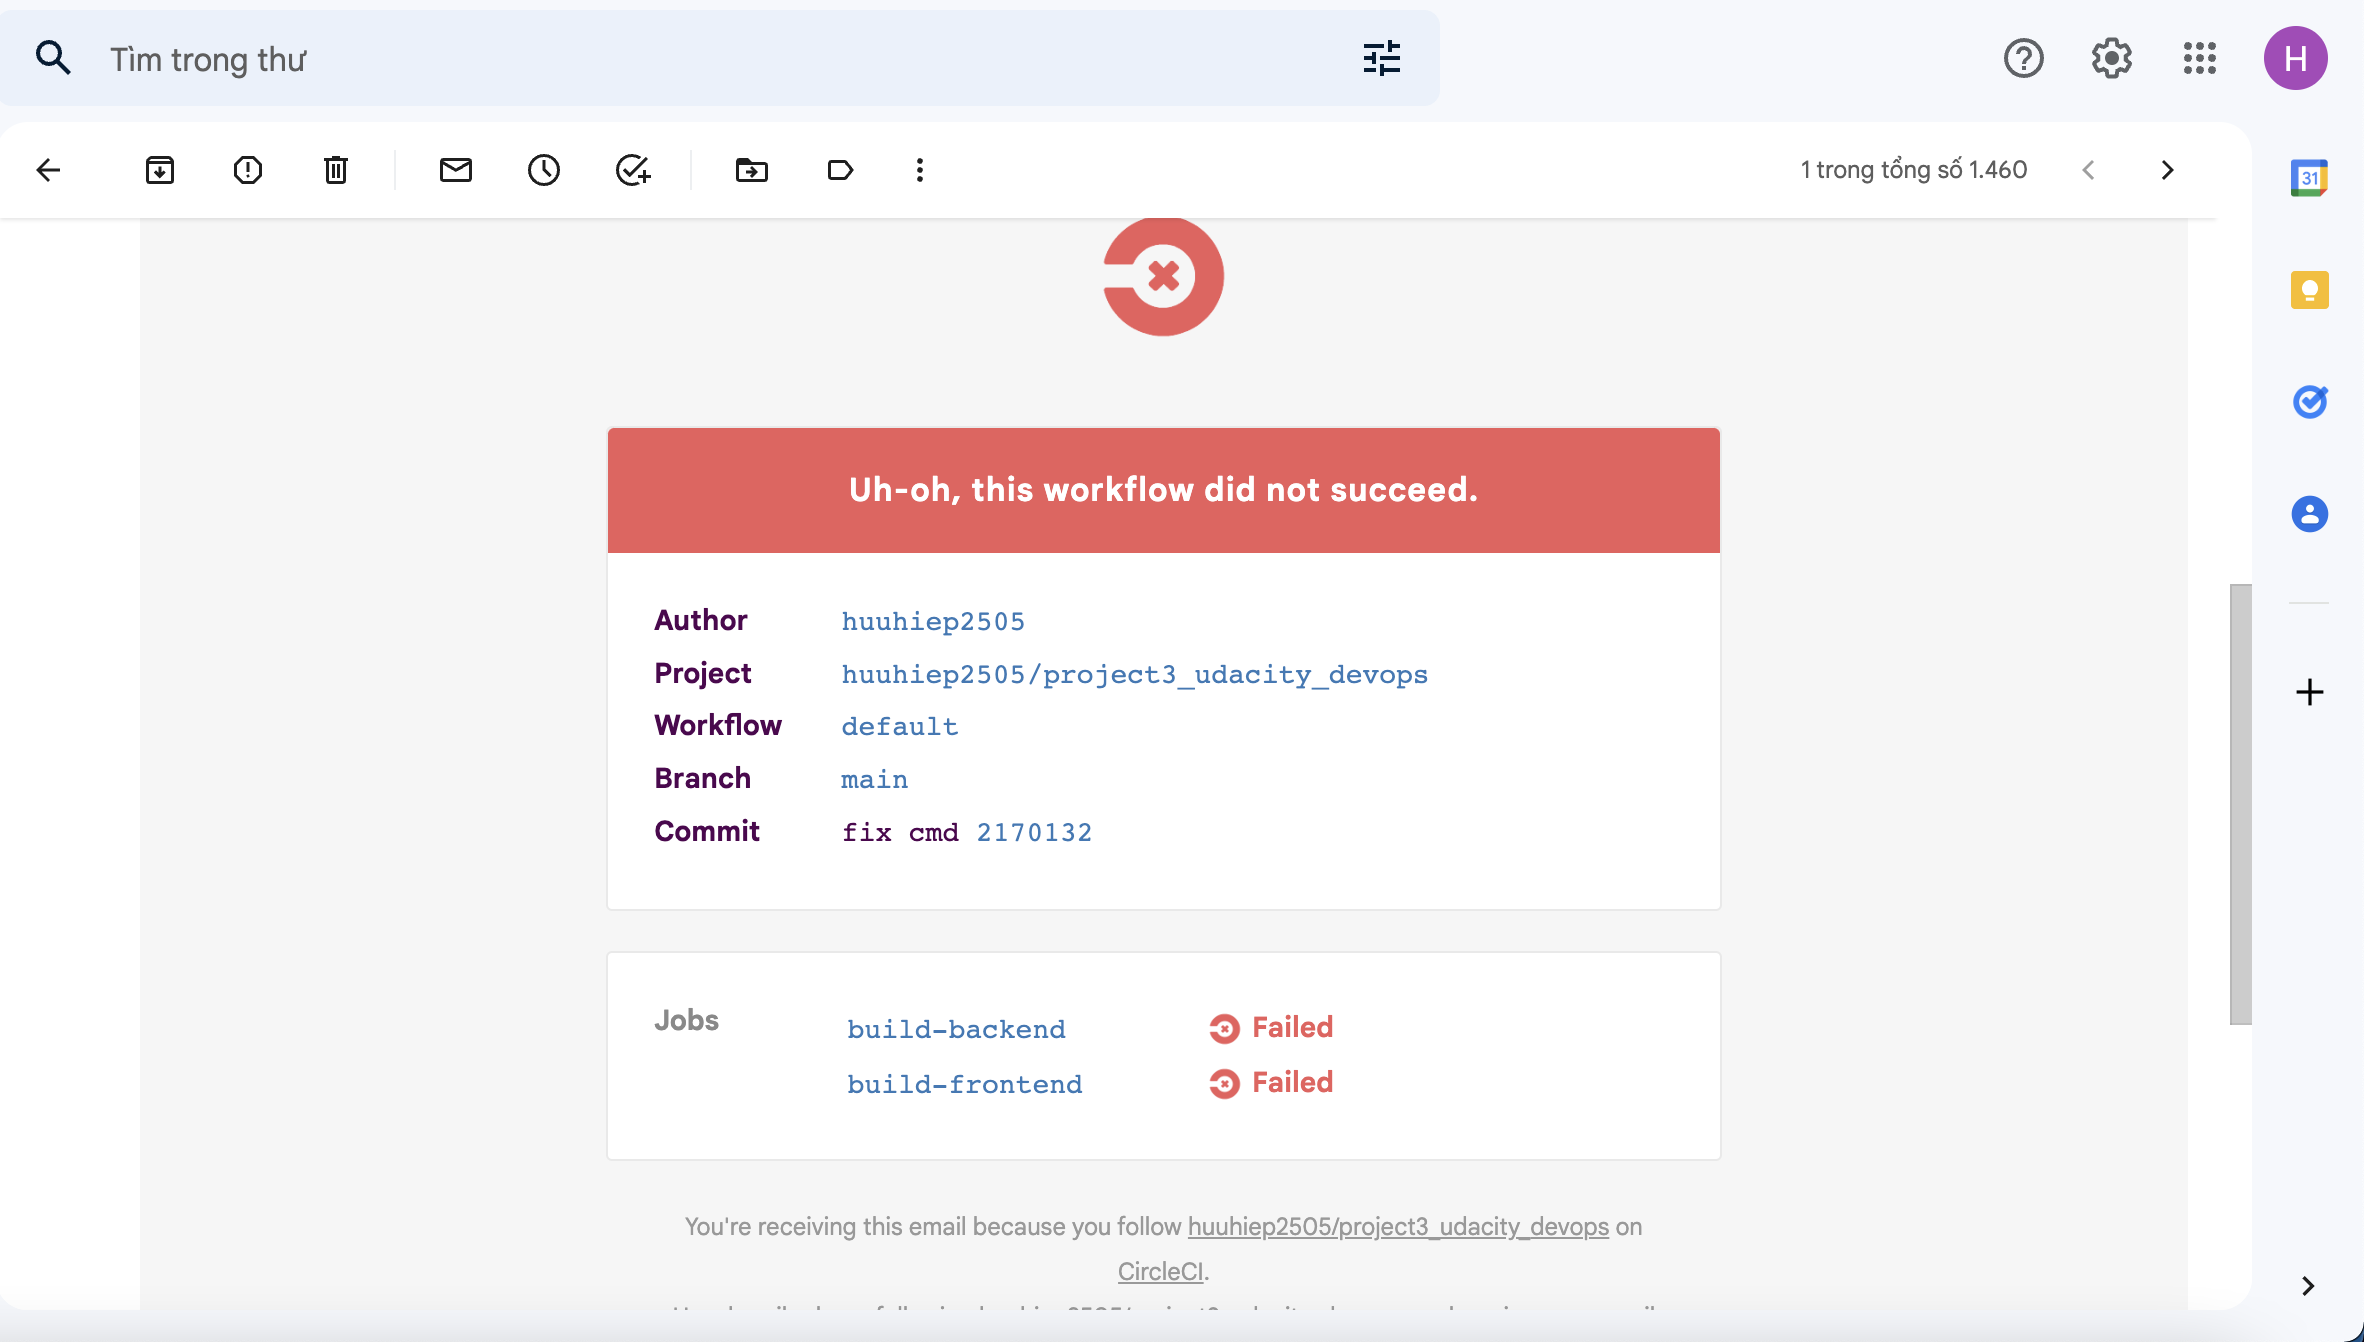 Tìm trong thư
H
1 trong tổng số 1.460
31
Uh-oh, this workflow did not succeed.
Author huuhiep2505
Project huuhiep2505/project3_udacity_devops
Workflow default
Branch main
Commit fix cmd 2170132
Jobs build-backend Failed
build-frontend Failed
You're receiving this email because you follow huuhiep2505/project3_udacity_devops on
CircleCI.